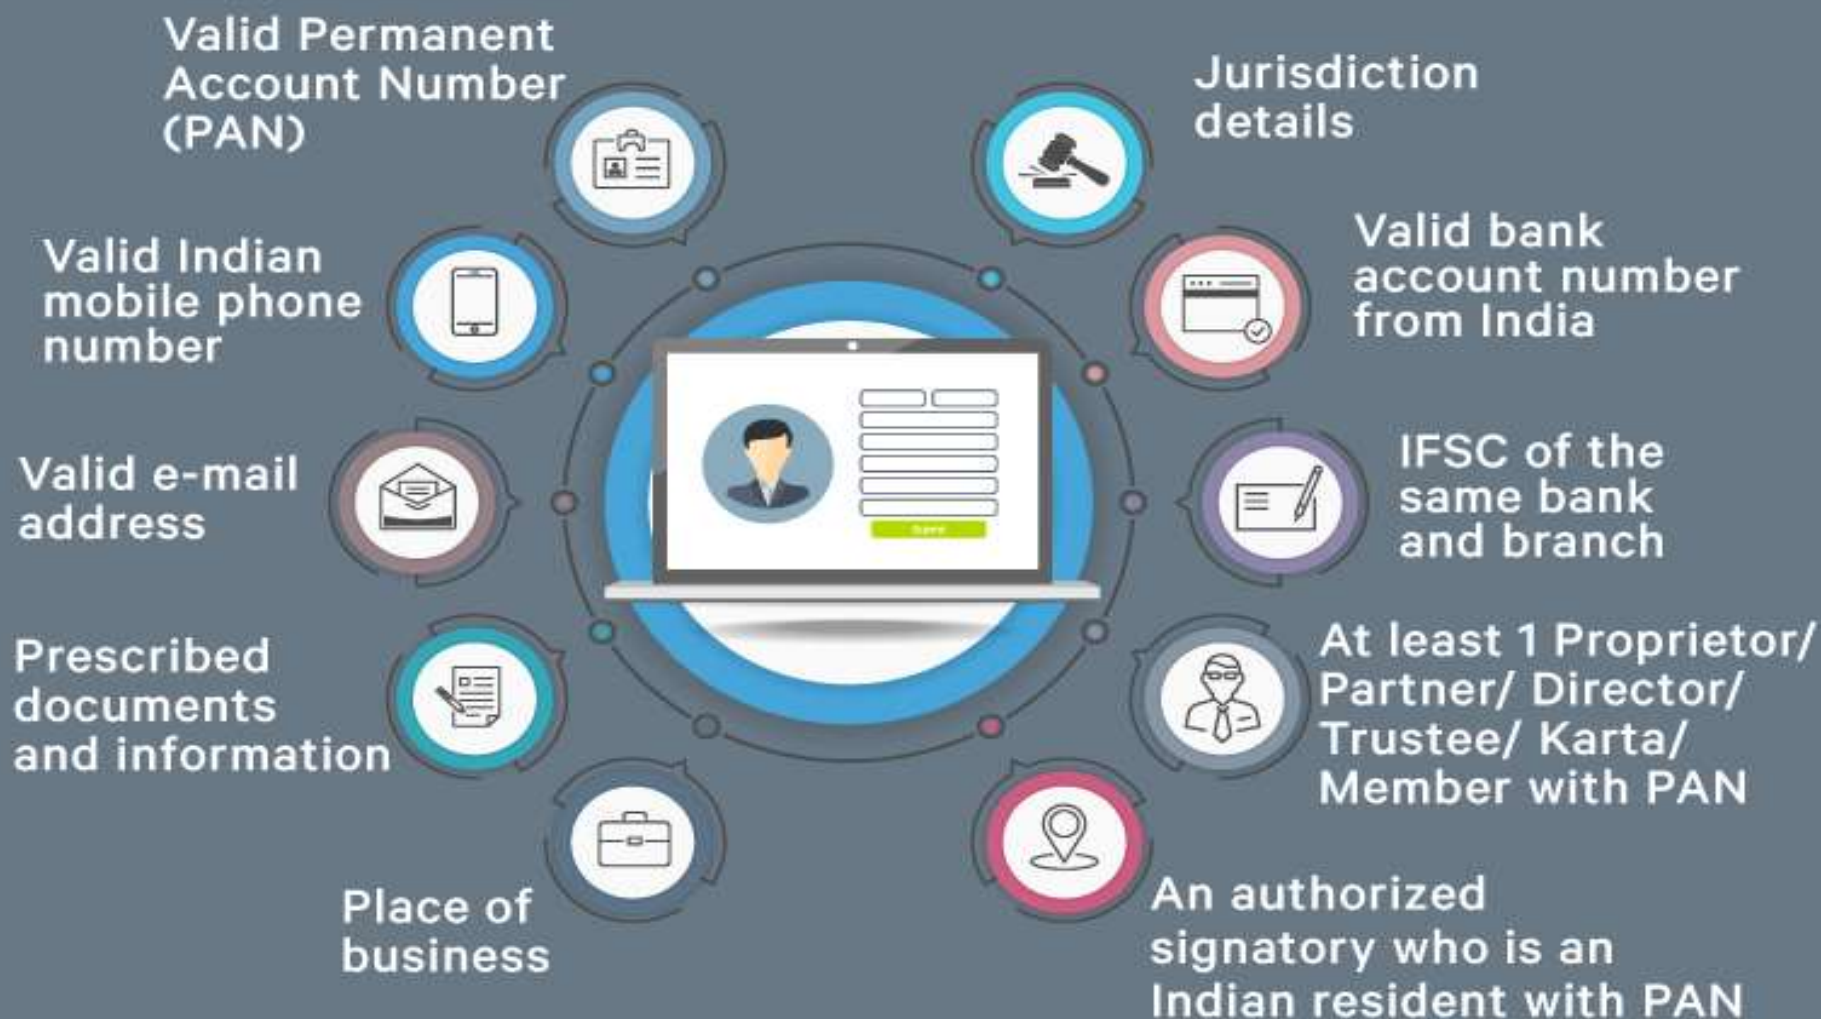 Valid Permanent
Account Number
(PAN)
Jurisdiction
details
Valid Indian
mobile phone
number
Valid bank
account number
from India
Valid e-mail
address
IFSC of the
same bank
and branch
Prescribed
documents
and information
At least 1 Proprietor/
Partner/ Director/
Trustee/ Karta/
Member with PAN
Place of
business
An authorized
signatory who is an
Indian resident with PAN